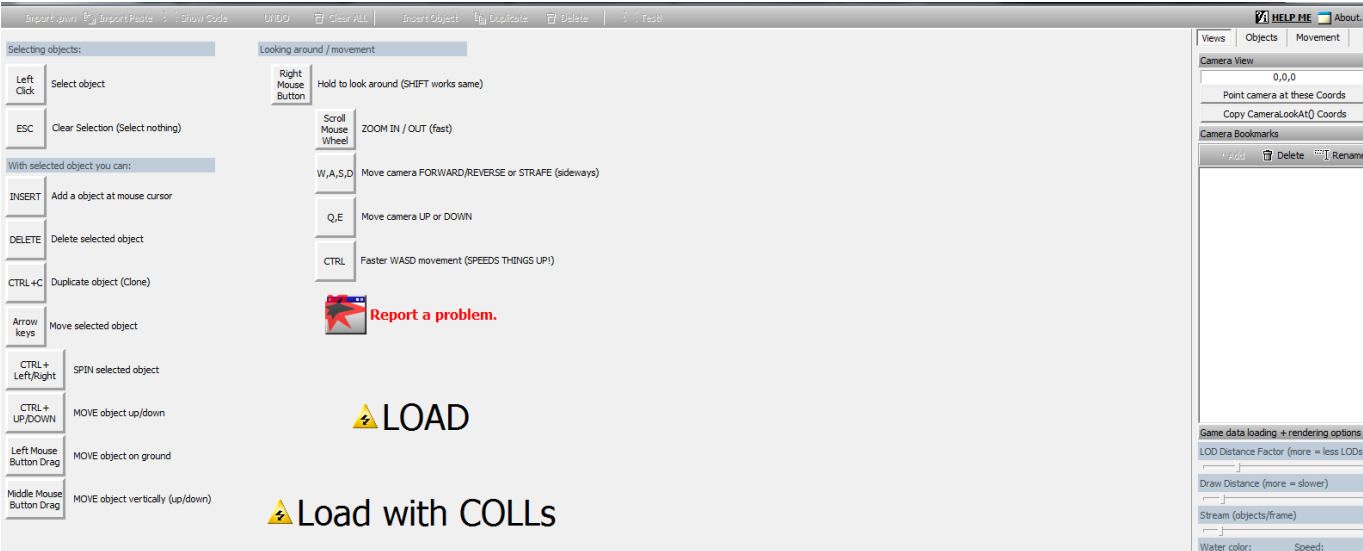 Import .pwn Import Paste Show Code UNDO Clear ALL Insert Object Duplicate Delete Test!
HELP ME About.
Selecting objects:
Left Click
Select object
ESC
Clear Selection (Select nothing)
With selected object you can:
INSERT
Add a object at mouse cursor
DELETE
Delete selected object
CTRL+C
Duplicate object (Clone)
Arrow keys
Move selected object
CTRL+ Left/Right
SPIN selected object
CTRL+ UP/DOWN
MOVE object up/down
Left Mouse Button Drag
MOVE object on ground
Middle Mouse Button Drag
MOVE object vertically (up/down)
Looking around / movement
Right Mouse Button
Hold to look around (SHIFT works same)
Scroll Mouse Wheel
ZOOM IN / OUT (fast)
W,A,S,D
Move camera FORWARD/REVERSE or STRAFE (sideways)
Q,E
Move camera UP or DOWN
CTRL
Faster WASD movement (SPEEDS THINGS UP!)
Report a problem.
LOAD
Load with COLLs
Views Objects Movement
Camera View
0,0,0
Point camera at these Coords
Copy CameraLookAt() Coords
Camera Bookmarks
Add Delete Rename
Game data loading + rendering options
LOD Distance Factor (more = less LODs
Draw Distance (more = slower)
Stream (objects/frame)
Water color: Speed: